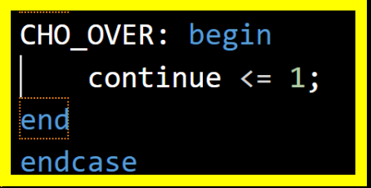 CHO_OVER: begin
    continue <= 1;
end
endcase